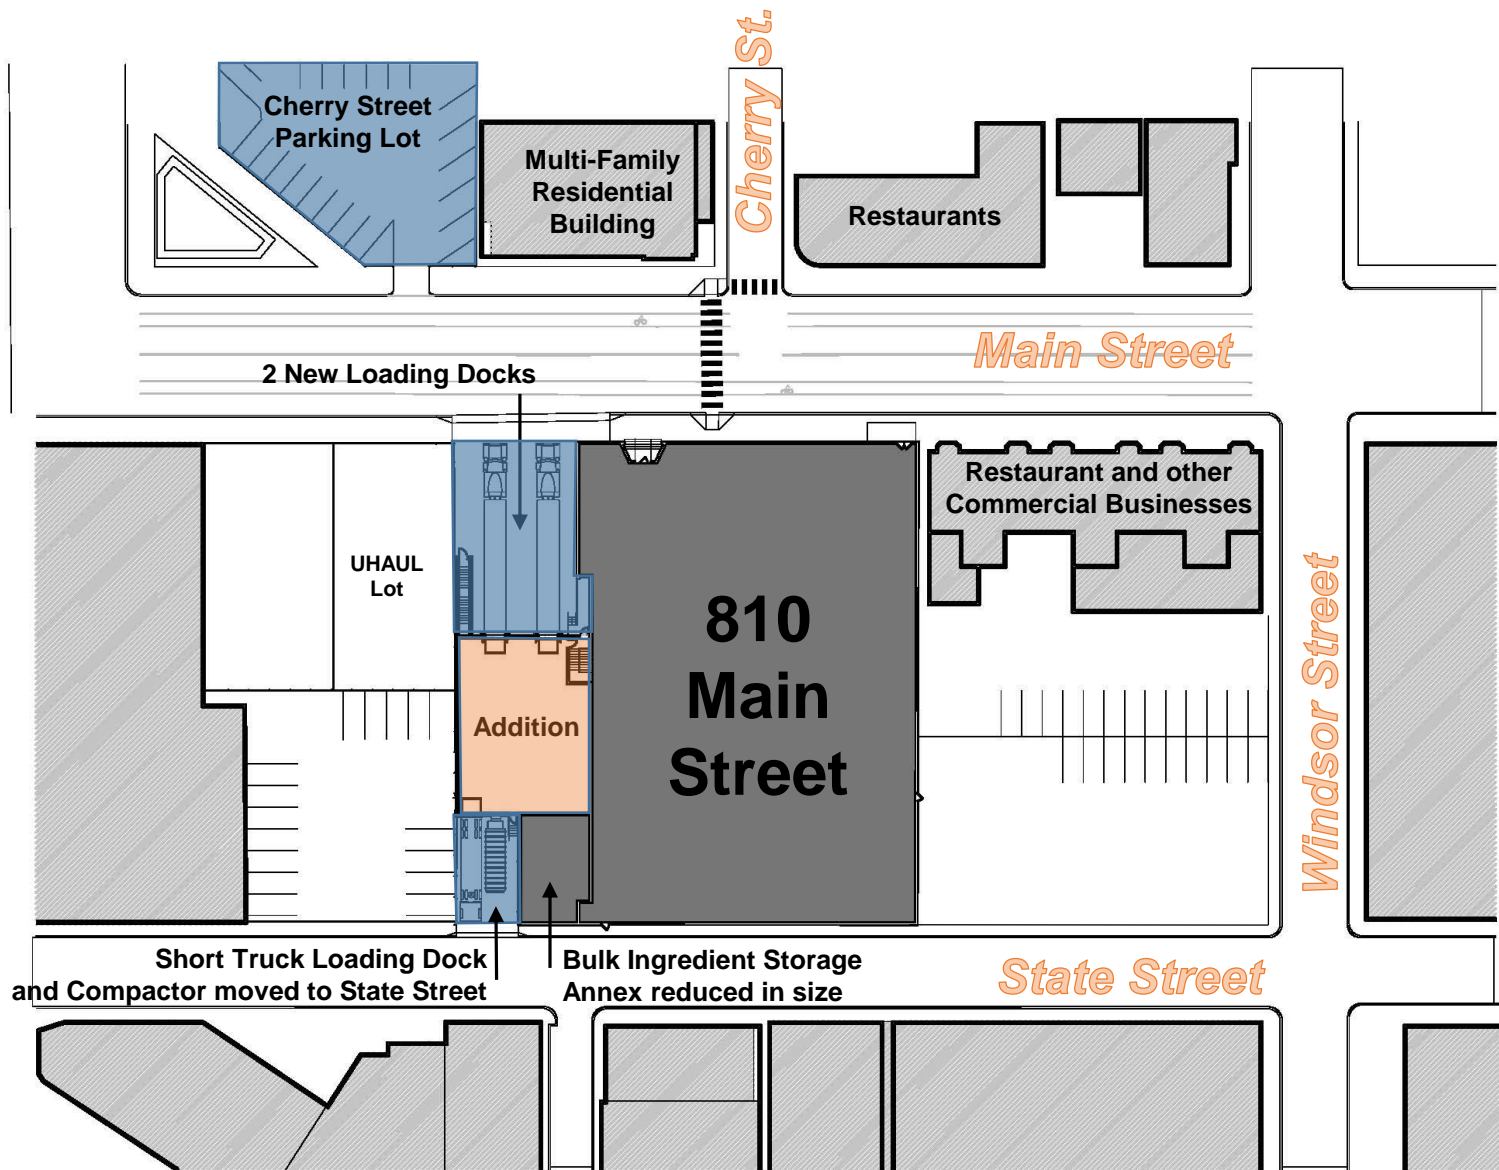 Cherry St.
Cherry Street
Parking Lot
Multi-Family
Residential
Building
Restaurants
Main Street
2 New Loading Docks
Restaurant and other
Commercial Businesses
UHAUL
Lot
810
Main
Street
Addition
Windsor Street
Short Truck Loading Dock
and Compactor moved to State Street
Bulk Ingredient Storage
Annex reduced in size
State Street